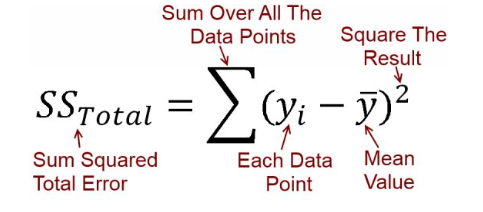 Sum Over All The
Data Points
Square The
Result
SS_Total = ∑(y_i − ȳ)²
Sum Squared
Total Error
Each Data
Point
Mean
Value